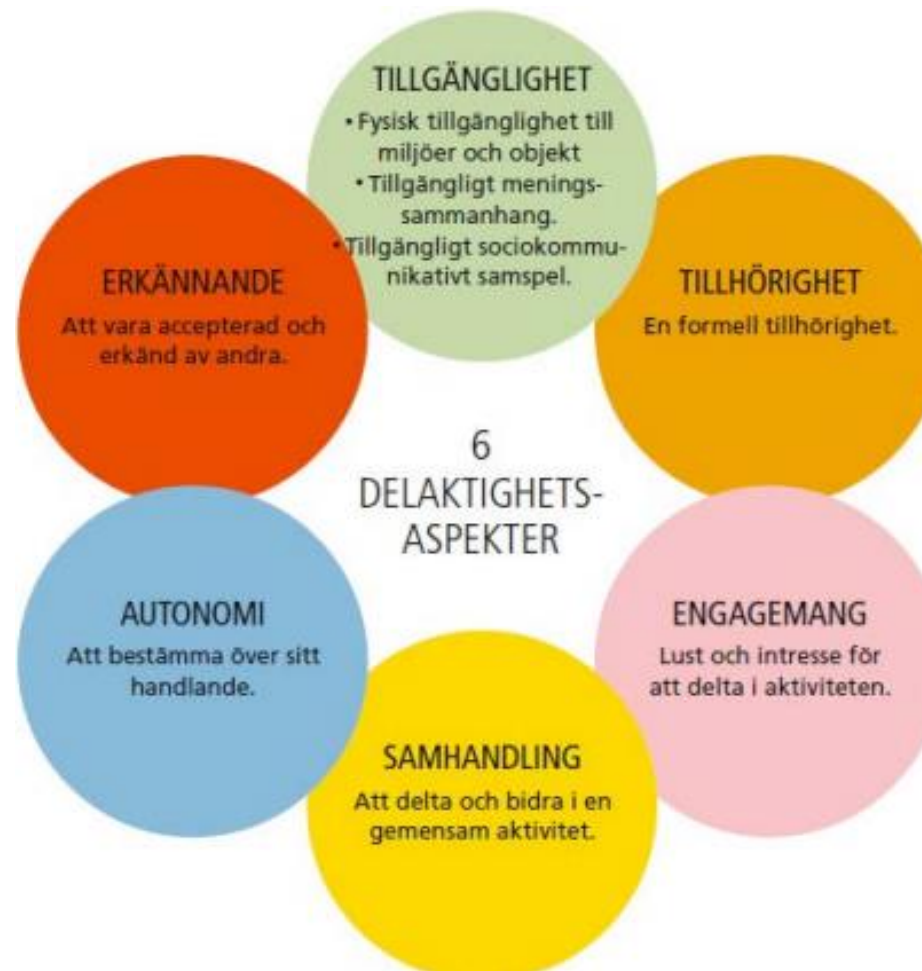 TILLGÄNGLIGHET
• Fysisk tillgänglighet till
miljöer och objekt
• Tillgängligt menings-
sammanhang.
• Tillgängligt sociokommu-
nikativt samspel.
TILLHÖRIGHET
En formell tillhörighet.
ENGAGEMANG
Lust och intresse för
att delta i aktiviteten.
SAMHANDLING
Att delta och bidra i en
gemensam aktivitet.
AUTONOMI
Att bestämma över sitt
handlande.
ERKÄNNANDE
Att vara accepterad och
erkänd av andra.
6
DELAKTIGHETS-
ASPEKTER